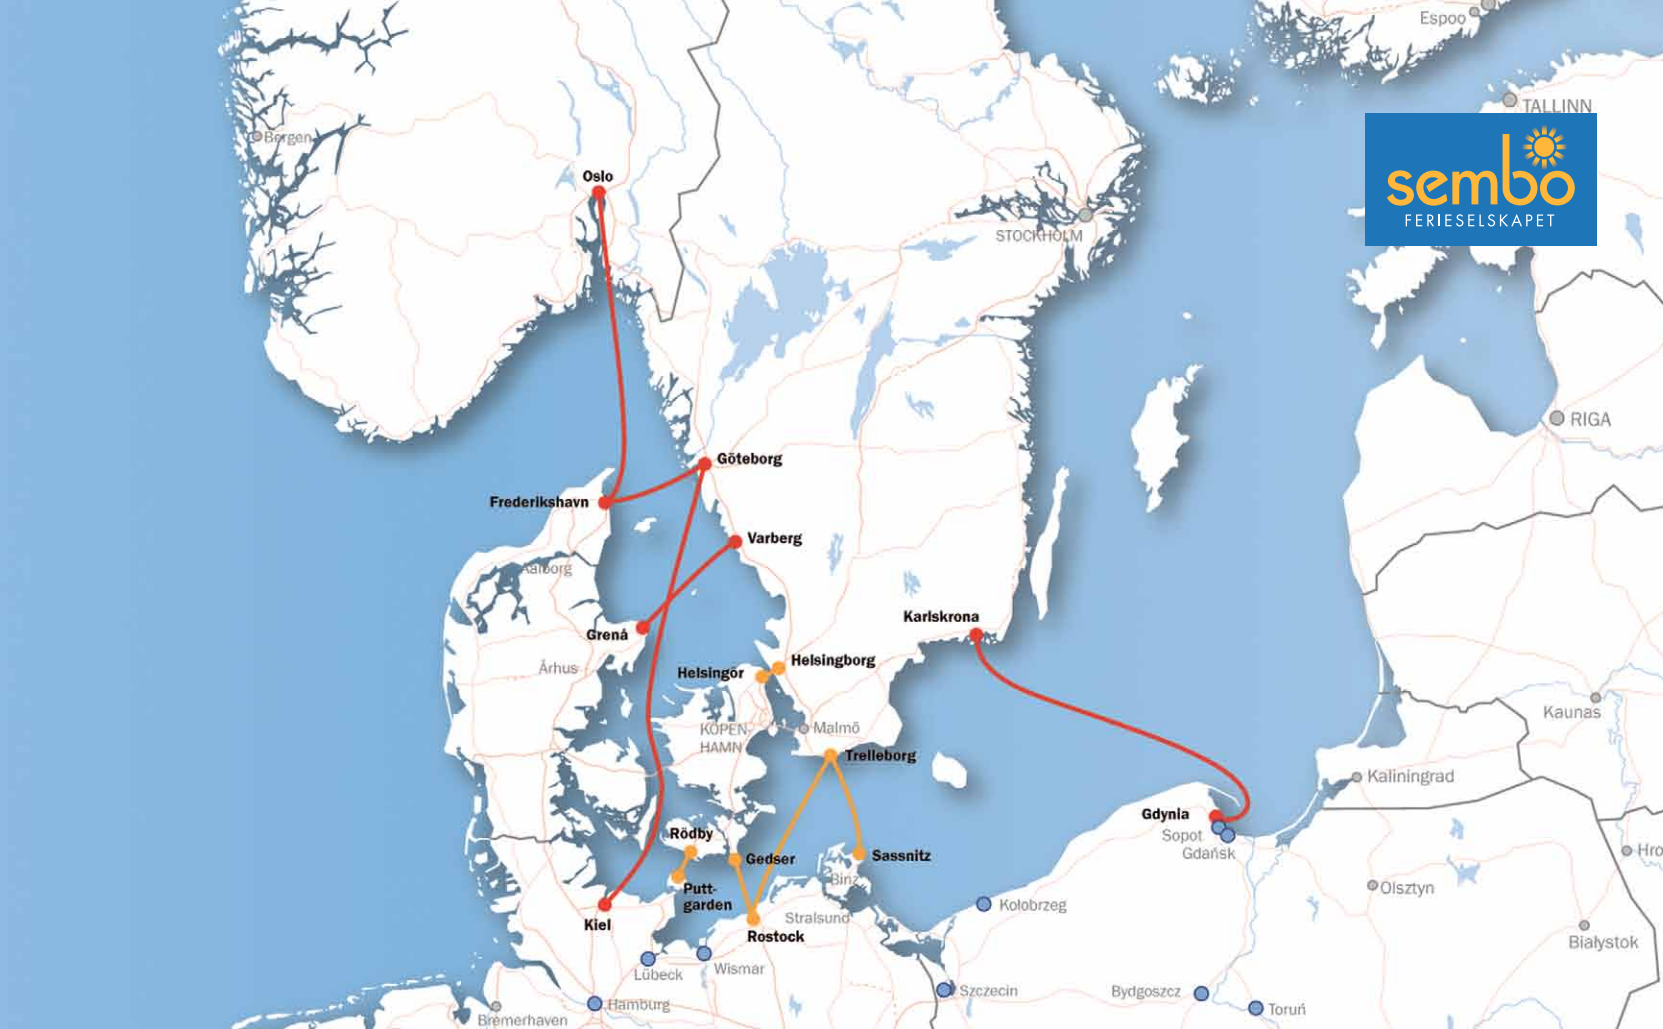 Espoo
TALLINN
Bergen
sembo
FERIESELSKAPET
Oslo
STOCKHOLM
RIGA
Göteborg
Frederikshavn
Varberg
Aalborg
Karlskrona
Grenå
Helsingborg
Århus
Helsingör
Kaunas
KÖPEN-
HAMN
Malmö
Trelleborg
Kaliningrad
Gdynia
Rödby
Sopot
Gedser
Sassnitz
Gdańsk
Hro
Binz
Putt-
garden
Olsztyn
Kołobrzeg
Kiel
Stralsund
Rostock
Białystok
Lübeck
Wismar
Szczecin
Bydgoszcz
Hamburg
Toruń
Bremerhaven